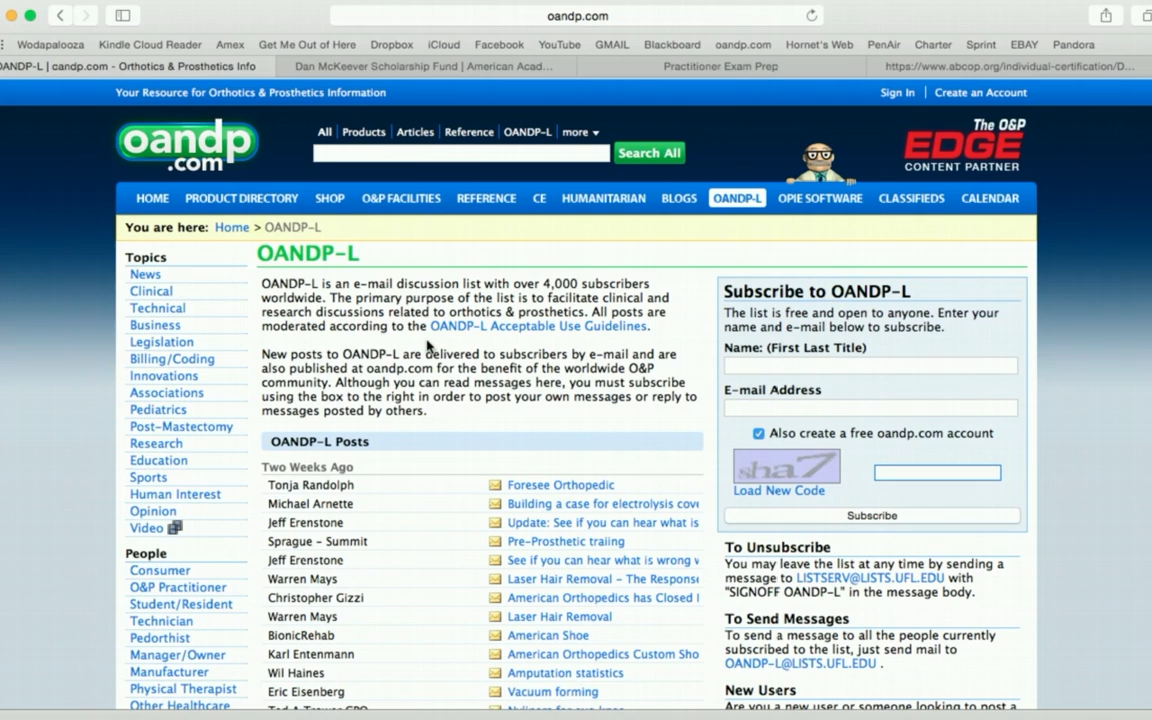 oandp.com
Wodapalooza Kindle Cloud Reader Amex Get Me Out of Here Dropbox iCloud Facebook YouTube GMAIL Blackboard oandp.com Hornet's Web PenAir Charter Sprint EBAY Pandora
ANDP-L | oandp.com - Orthotics & Prosthetics Info Dan McKeever Scholarship Fund | American Acad... Practitioner Exam Prep https://www.abcop.org/individual-certification/D...
Your Resource for Orthotics & Prosthetics Information Sign In | Create an Account
oandp
.com
All Products Articles Reference OANDP-L more
Search All
The O&P
EDGE
CONTENT PARTNER
HOME PRODUCT DIRECTORY SHOP O&P FACILITIES REFERENCE CE HUMANITARIAN BLOGS OANDP-L OPIE SOFTWARE CLASSIFIEDS CALENDAR
You are here: Home > OANDP-L
Topics
News
Clinical
Technical
Business
Legislation
Billing/Coding
Innovations
Associations
Pediatrics
Post-Mastectomy
Research
Education
Sports
Human Interest
Opinion
Video
People
Consumer
O&P Practitioner
Student/Resident
Technician
Pedorthist
Manager/Owner
Manufacturer
Physical Therapist
Other Healthcare
OANDP-L
OANDP-L is an e-mail discussion list with over 4,000 subscribers
worldwide. The primary purpose of the list is to facilitate clinical and
research discussions related to orthotics & prosthetics. All posts are
moderated according to the OANDP-L Acceptable Use Guidelines.
New posts to OANDP-L are delivered to subscribers by e-mail and are
also published at oandp.com for the benefit of the worldwide O&P
community. Although you can read messages here, you must subscribe
using the box to the right in order to post your own messages or reply to
messages posted by others.
OANDP-L Posts
Two Weeks Ago
Tonja Randolph Foresee Orthopedic
Michael Arnette Building a case for electrolysis cove
Jeff Erenstone Update: See if you can hear what is
Sprague - Summit Pre-Prosthetic traiing
Jeff Erenstone See if you can hear what is wrong w
Warren Mays Laser Hair Removal - The Response
Christopher Gizzi American Orthopedics has Closed
Warren Mays Laser Hair Removal
BionicRehab American Shoe
Karl Entenmann American Orthopedics Custom Sho
Wil Haines Amputation statistics
Eric Eisenberg Vacuum forming
Subscribe to OANDP-L
The list is free and open to anyone. Enter your
name and e-mail below to subscribe.
Name: (First Last Title)
E-mail Address
Also create a free oandp.com account
sha7
Load New Code
Subscribe
To Unsubscribe
You may leave the list at any time by sending a
message to LISTSERV@LISTS.UFL.EDU with
"SIGNOFF OANDP-L" in the message body.
To Send Messages
To send a message to all the people currently
subscribed to the list, just send mail to
OANDP-L@LISTS.UFL.EDU .
New Users
Are you a new user or someone looking to post a